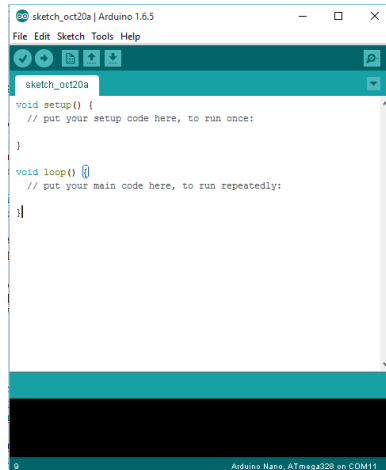 sketch_oct20a | Arduino 1.6.5
File Edit Sketch Tools Help
sketch_oct20a
void setup() {
// put your setup code here, to run once:
}
void loop() {
// put your main code here, to run repeatedly:
}
9 Arduino Nano, ATmega328 on COM11